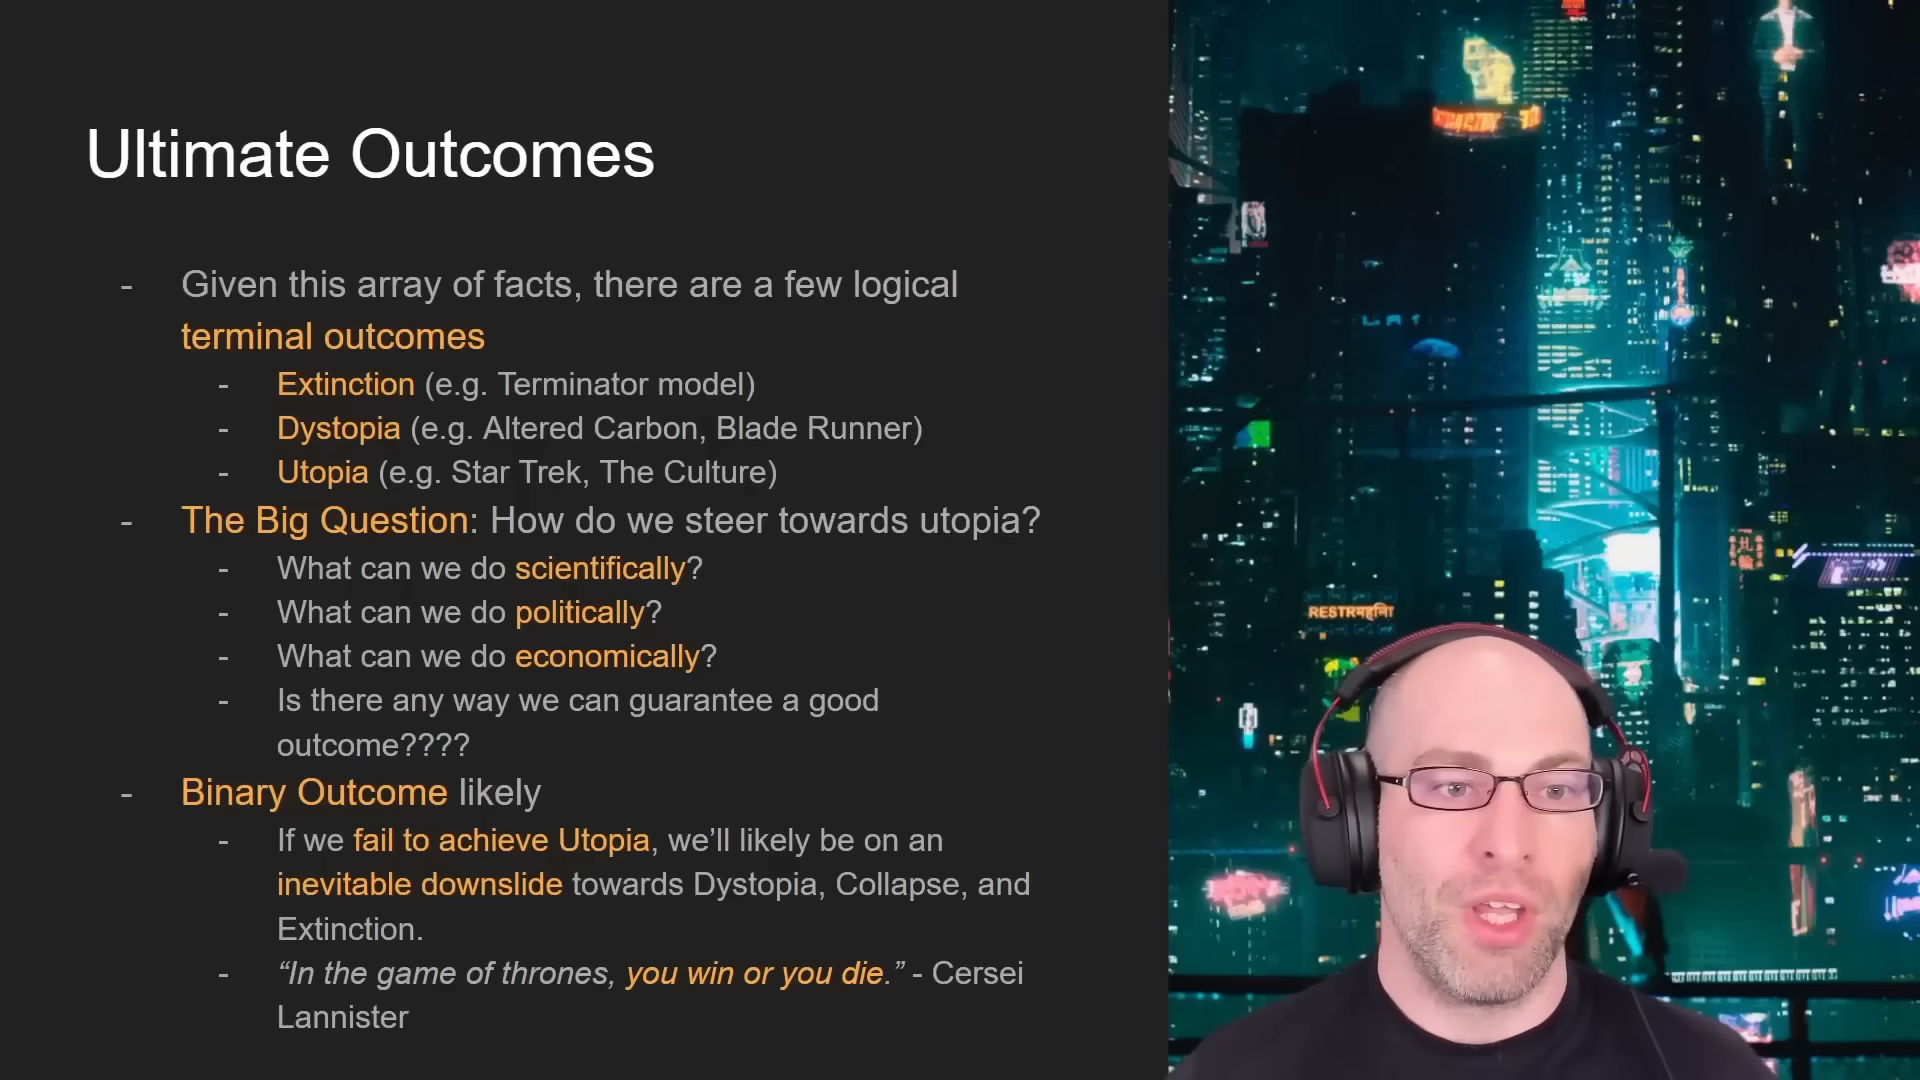 Ultimate Outcomes
- Given this array of facts, there are a few logical
terminal outcomes
- Extinction (e.g. Terminator model)
- Dystopia (e.g. Altered Carbon, Blade Runner)
- Utopia (e.g. Star Trek, The Culture)
- The Big Question: How do we steer towards utopia?
- What can we do scientifically?
- What can we do politically?
- What can we do economically?
- Is there any way we can guarantee a good
outcome????
- Binary Outcome likely
- If we fail to achieve Utopia, we’ll likely be on an
inevitable downslide towards Dystopia, Collapse, and
Extinction.
- “In the game of thrones, you win or you die.” - Cersei
Lannister